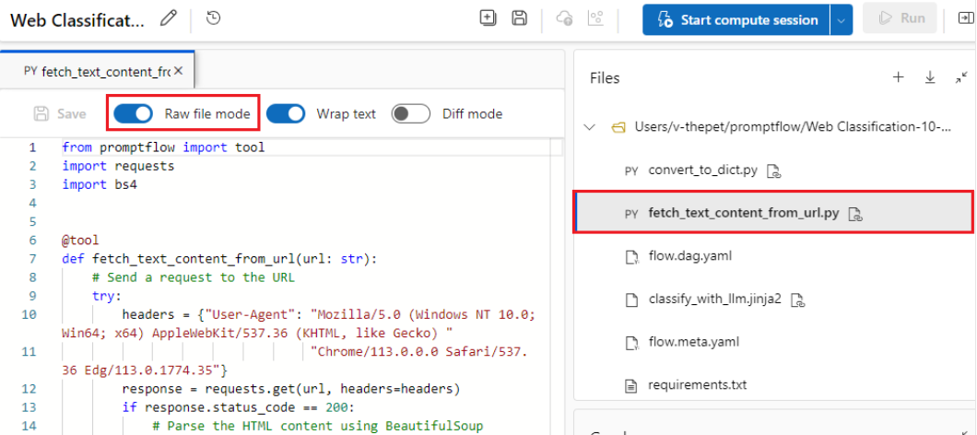 Web Classificat...
Start compute session
Run
PY fetch_text_content_fr
Save
Raw file mode
Wrap text
Diff mode
1 from promptflow import tool
2 import requests
3 import bs4
4
5
6 @tool
7 def fetch_text_content_from_url(url: str):
8 # Send a request to the URL
9 try:
10 headers = {"User-Agent": "Mozilla/5.0 (Windows NT 10.0;
Win64; x64) AppleWebKit/537.36 (KHTML, like Gecko) "
11 "Chrome/113.0.0.0 Safari/537.
36 Edg/113.0.1774.35"}
12 response = requests.get(url, headers=headers)
13 if response.status_code == 200:
14 # Parse the HTML content using BeautifulSoup
Files
Users/v-thepet/promptflow/Web Classification-10-...
PY convert_to_dict.py
PY fetch_text_content_from_url.py
flow.dag.yaml
classify_with_llm.jinja2
flow.meta.yaml
requirements.txt